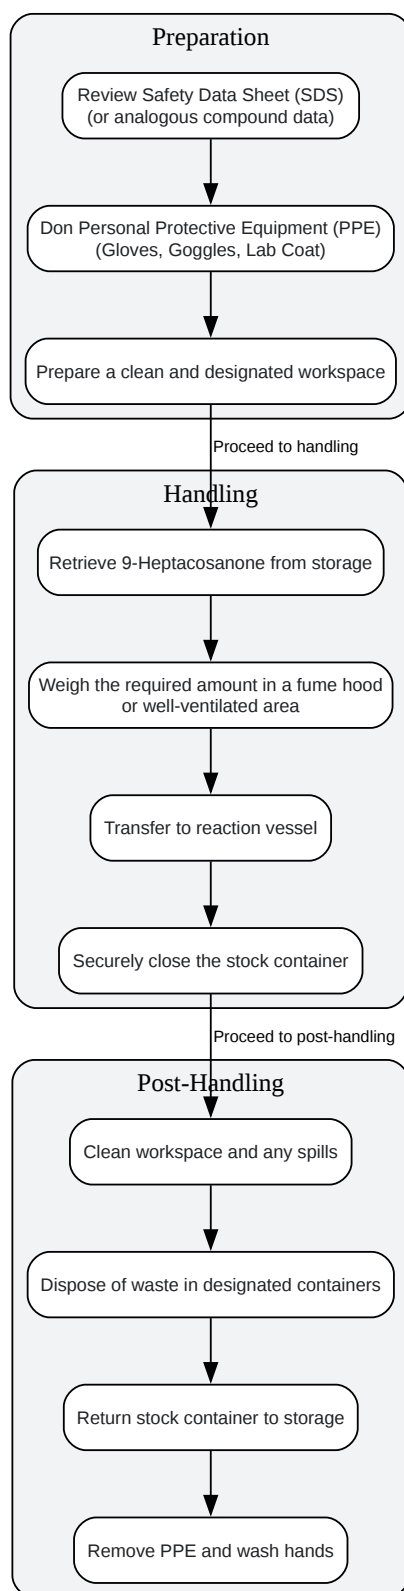 Preparation
Review Safety Data Sheet (SDS)
(or analogous compound data)
Don Personal Protective Equipment (PPE)
(Gloves, Goggles, Lab Coat)
Prepare a clean and designated workspace
Proceed to handling
Handling
Retrieve 9-Heptacosanone from storage
Weigh the required amount in a fume hood
or well-ventilated area
Transfer to reaction vessel
Securely close the stock container
Proceed to post-handling
Post-Handling
Clean workspace and any spills
Dispose of waste in designated containers
Return stock container to storage
Remove PPE and wash hands